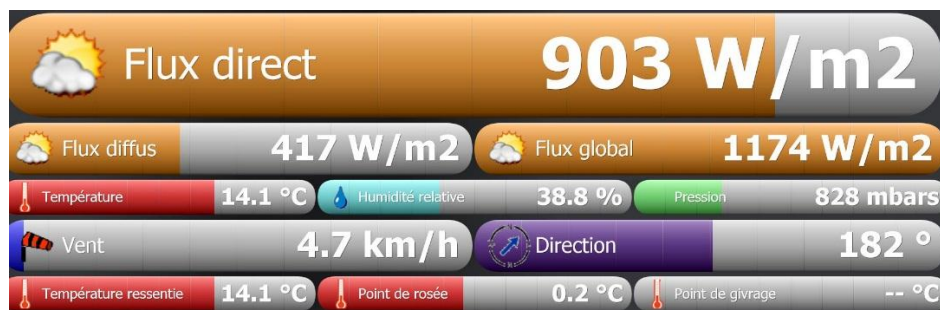 Flux direct 903 W/m2
Flux diffus 417 W/m2 Flux global 1174 W/m2
Température 14.1 °C Humidité relative 38.8 % Pression 828 mbars
Vent 4.7 km/h Direction 182 °
Température ressentie 14.1 °C Point de rosée 0.2 °C Point de givrage -- °C